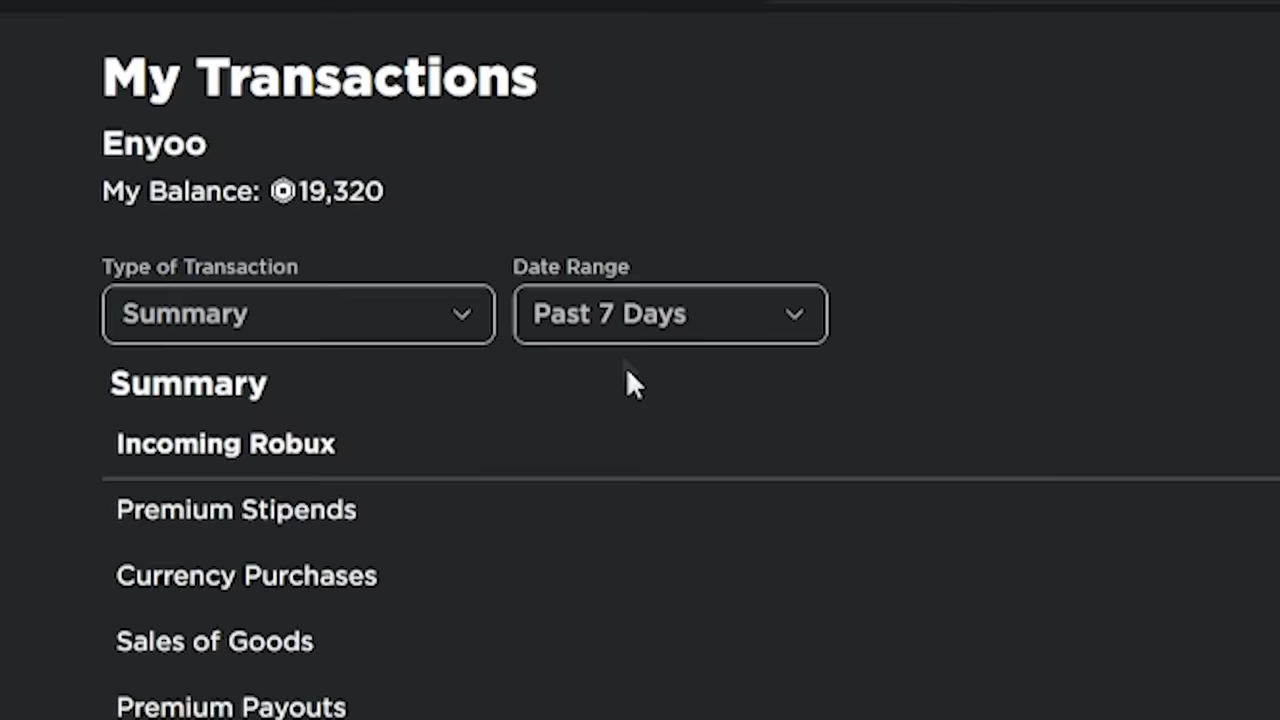 My Transactions
Enyoo
My Balance: 19,320
Type of Transaction Date Range
Summary Past 7 Days
Summary
Incoming Robux
Premium Stipends
Currency Purchases
Sales of Goods
Premium Payouts